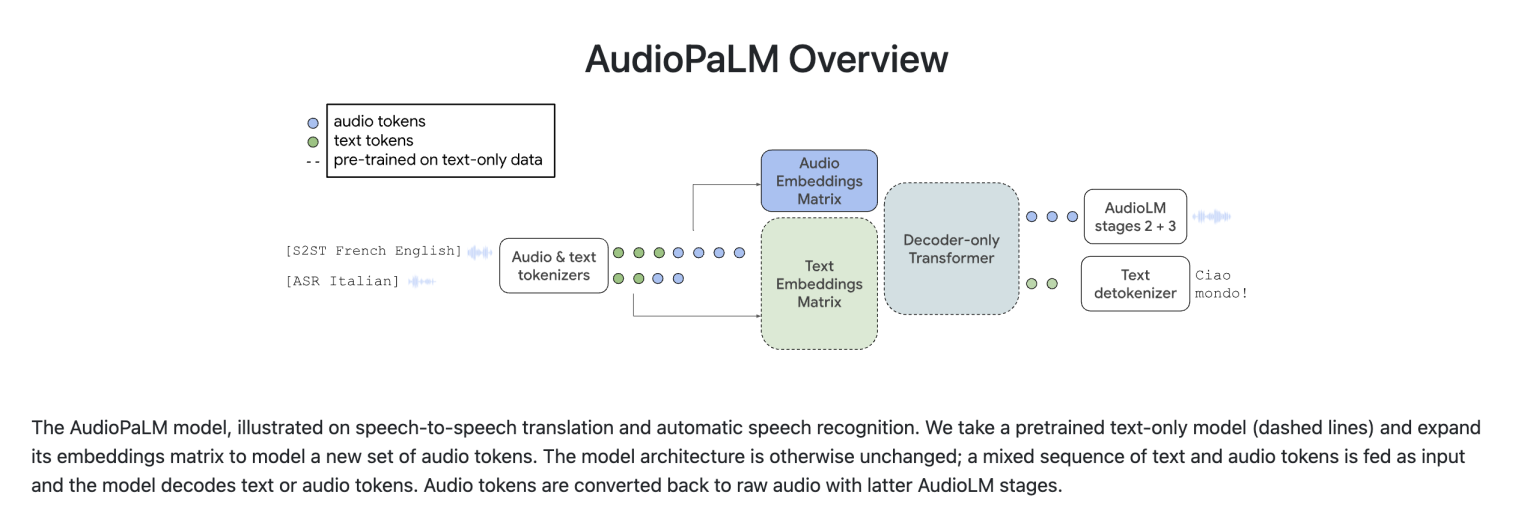 AudioPaLM Overview
audio tokens
text tokens
-- pre-trained on text-only data
[S2ST French English]
[ASR Italian]
Audio & text
tokenizers
Audio
Embeddings
Matrix
Text
Embeddings
Matrix
Decoder-only
Transformer
AudioLM
stages 2 + 3
Text
detokenizer
Ciao
mondo!
The AudioPaLM model, illustrated on speech-to-speech translation and automatic speech recognition. We take a pretrained text-only model (dashed lines) and expand
its embeddings matrix to model a new set of audio tokens. The model architecture is otherwise unchanged; a mixed sequence of text and audio tokens is fed as input
and the model decodes text or audio tokens. Audio tokens are converted back to raw audio with latter AudioLM stages.